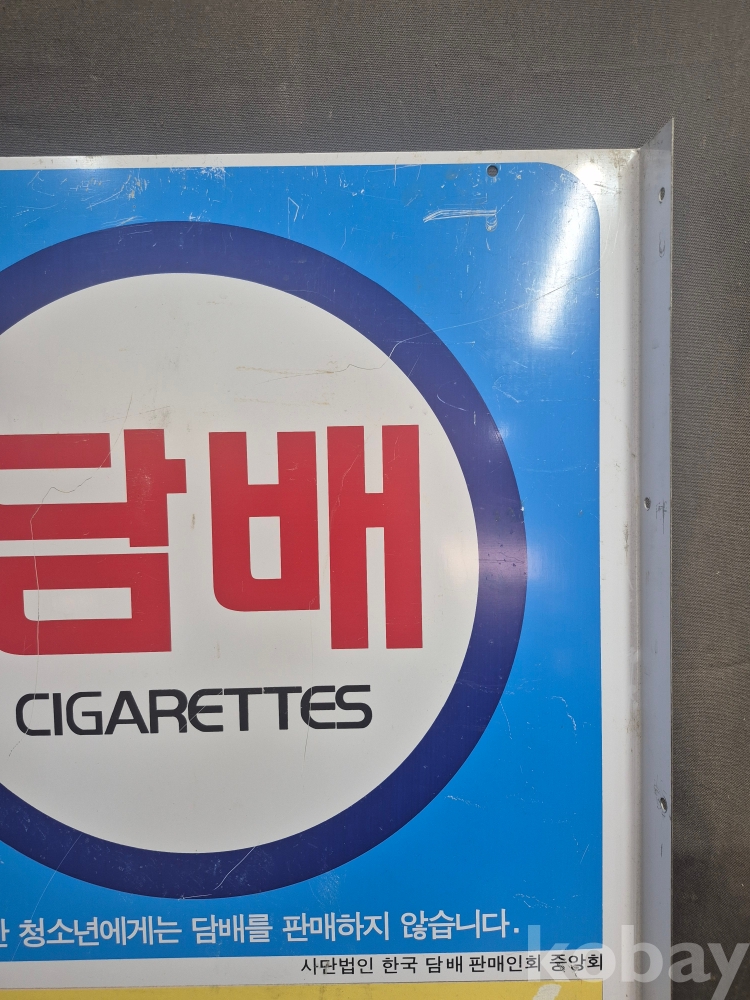 담배
CIGARETTES
청소년에게는 담배를 판매하지 않습니다.
사단법인 한국 담배 판매인회 중앙회
kobay